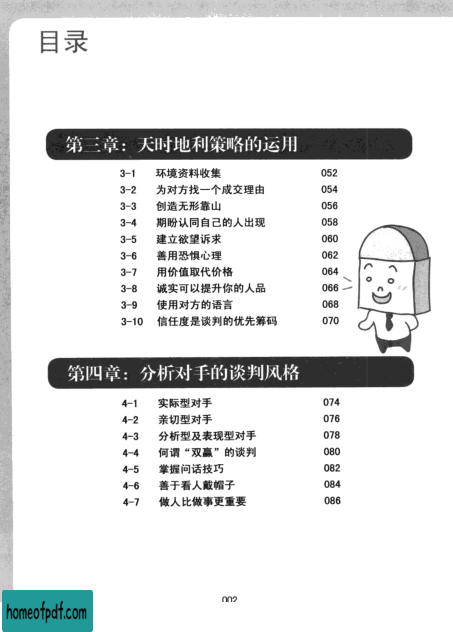 目录
第三章：天时地利策略的运用
3-1 环境资料收集 052
3-2 为对方找一个成交理由 054
3-3 创造无形靠山 056
3-4 期盼认同自己的人出现 058
3-5 建立欲望诉求 060
3-6 善用恐惧心理 062
3-7 用价值取代价格 064
3-8 诚实可以提升你的人品 066
3-9 使用对方的语言 068
3-10 信任度是谈判的优先筹码 070
第四章：分析对手的谈判风格
4-1 实际型对手 074
4-2 亲切型对手 076
4-3 分析型及表现型对手 078
4-4 何谓“双赢”的谈判 080
4-5 掌握问话技巧 082
4-6 善于看人戴帽子 084
4-7 做人比做事更重要 086
002
homeofpdf.com